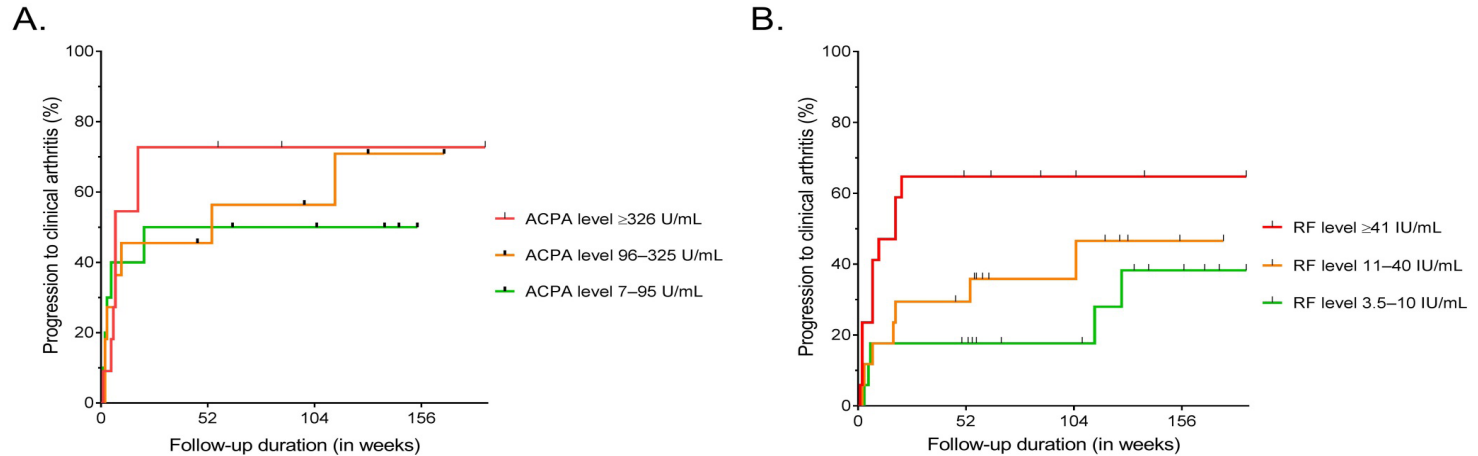 A.
100
80
60
40
20
0
Progression to clinical arthritis (%)
0 52 104 156
Follow-up duration (in weeks)
ACPA level ≥326 U/mL
ACPA level 96–325 U/mL
ACPA level 7–95 U/mL
B.
100
80
60
40
20
0
Progression to clinical arthritis (%)
0 52 104 156
Follow-up duration (in weeks)
RF level ≥41 IU/mL
RF level 11–40 IU/mL
RF level 3.5–10 IU/mL